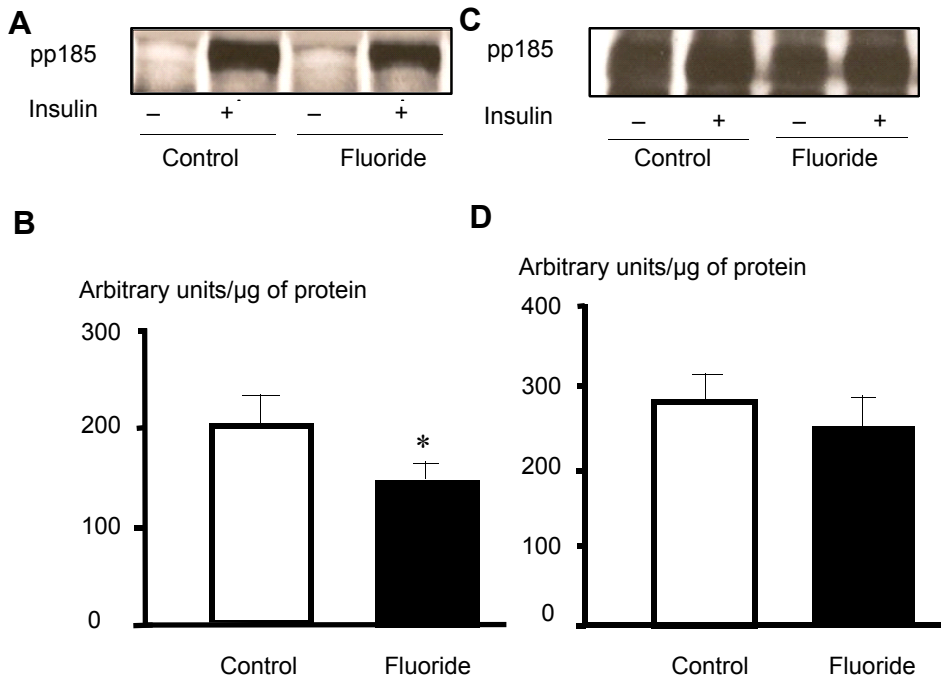 A
pp185
Insulin – + – +
Control Fluoride
C
pp185
Insulin – + – +
Control Fluoride
B
Arbitrary units/µg of protein
300
200
100
0
*
Control Fluoride
D
Arbitrary units/µg of protein
400
300
200
100
0
Control Fluoride